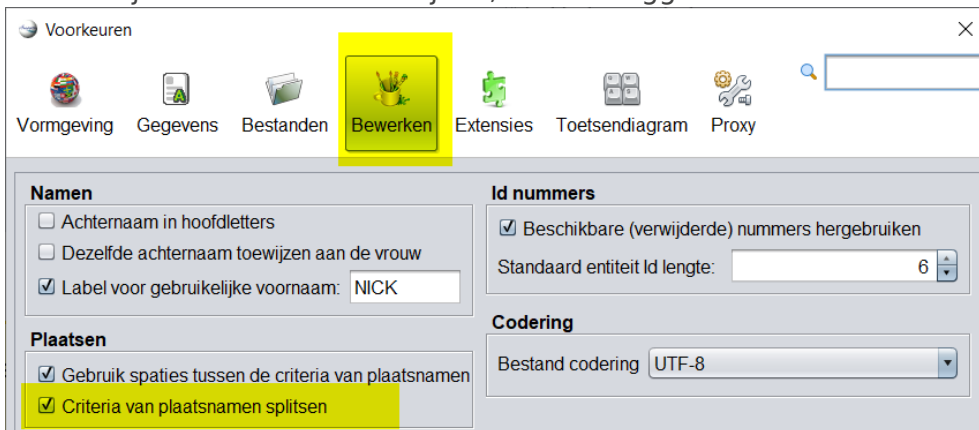 Voorkeuren
Vormgeving Gegevens Bestanden Bewerken Extensies Toetsendiagram Proxy
Namen
Achternaam in hoofdletters
Dezelfde achternaam toewijzen aan de vrouw
Label voor gebruikelijke voornaam: NICK
Plaatsen
Gebruik spaties tussen de criteria van plaatsnamen
Criteria van plaatsnamen splitsen
Id nummers
Beschikbare (verwijderde) nummers hergebruiken
Standaard entiteit Id lengte: 6
Codering
Bestand codering UTF-8